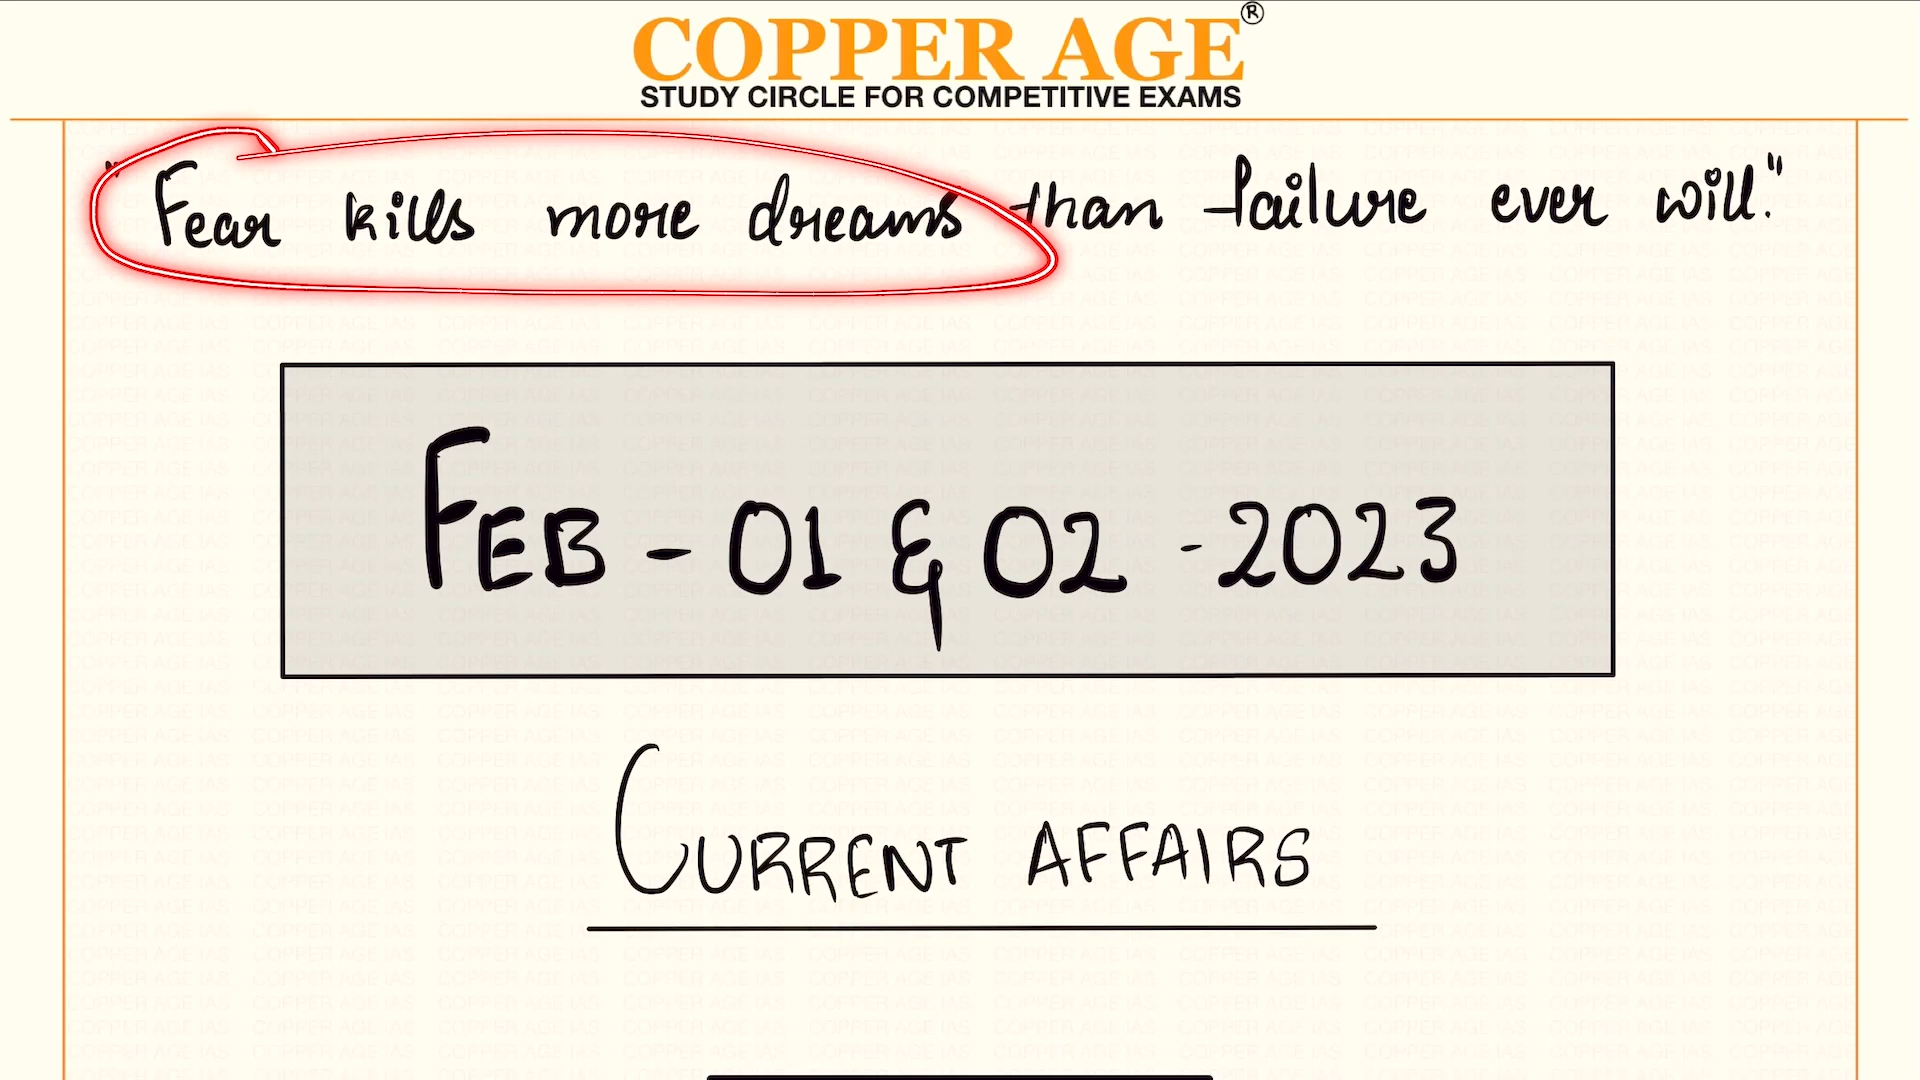 COPPER AGE®
STUDY CIRCLE FOR COMPETITIVE EXAMS
"Fear kills more dreams than failure ever will."
FEB - 01 & 02 - 2023
CURRENT AFFAIRS